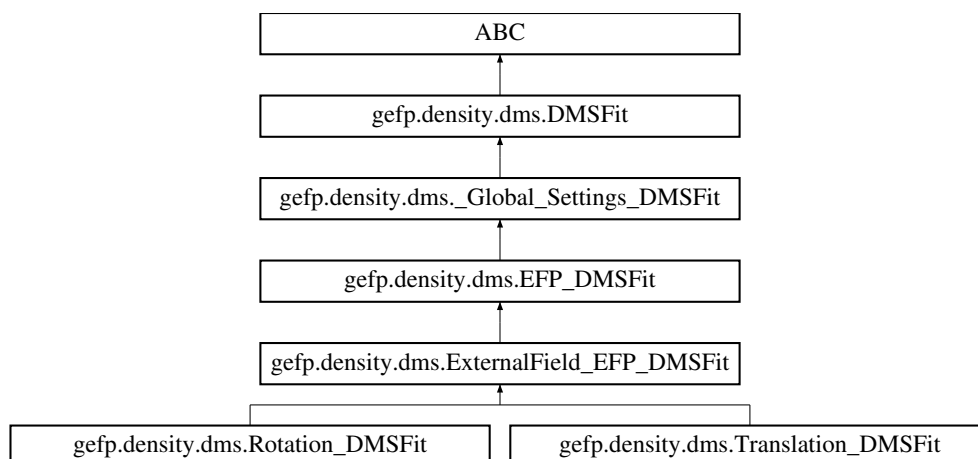 ABC
gefp.density.dms.DMSFit
gefp.density.dms._Global_Settings_DMSFit
gefp.density.dms.EFP_DMSFit
gefp.density.dms.ExternalField_EFP_DMSFit
gefp.density.dms.Rotation_DMSFit gefp.density.dms.Translation_DMSFit